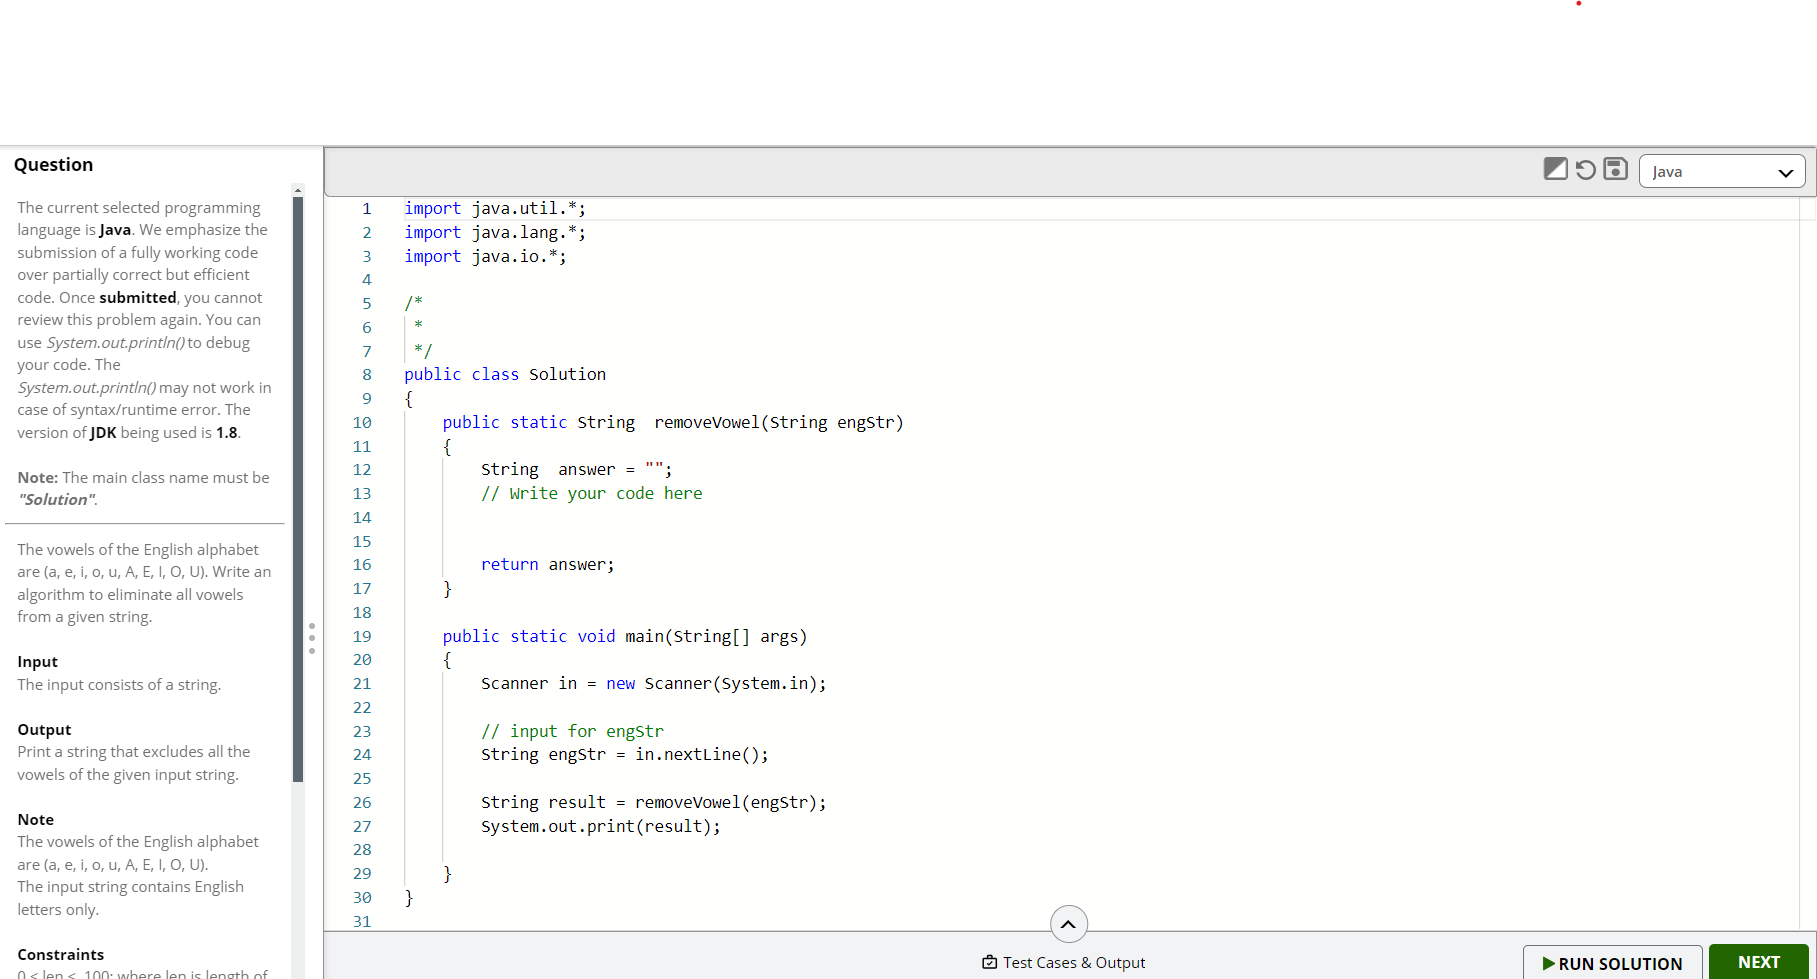 Question
The current selected programming
language is Java. We emphasize the
submission of a fully working code
over partially correct but efficient
code. Once submitted, you cannot
review this problem again. You can
use System.out.println() to debug
your code. The
System.out.println() may not work in
case of syntax/runtime error. The
version of JDK being used is 1.8.
Note: The main class name must be
"Solution".
The vowels of the English alphabet
are (a, e, i, o, u, A, E, I, O, U). Write an
algorithm to eliminate all vowels
from a given string.
Input
The input consists of a string.
Output
Print a string that excludes all the
vowels of the given input string.
Note
The vowels of the English alphabet
are (a, e, i, o, u, A, E, I, O, U).
The input string contains English
letters only.
Constraints
0 < len < 100; where len is length of
Java
1 import java.util.*;
2 import java.lang.*;
3 import java.io.*;
4
5 /*
6 *
7 */
8 public class Solution
9 {
10 public static String  removeVowel(String engStr)
11 {
12 String  answer = "";
13 // Write your code here
14
15
16 return answer;
17 }
18
19 public static void main(String[] args)
20 {
21 Scanner in = new Scanner(System.in);
22
23 // input for engStr
24 String engStr = in.nextLine();
25
26 String result = removeVowel(engStr);
27 System.out.print(result);
28
29 }
30 }
31
Test Cases & Output
RUN SOLUTION
NEXT